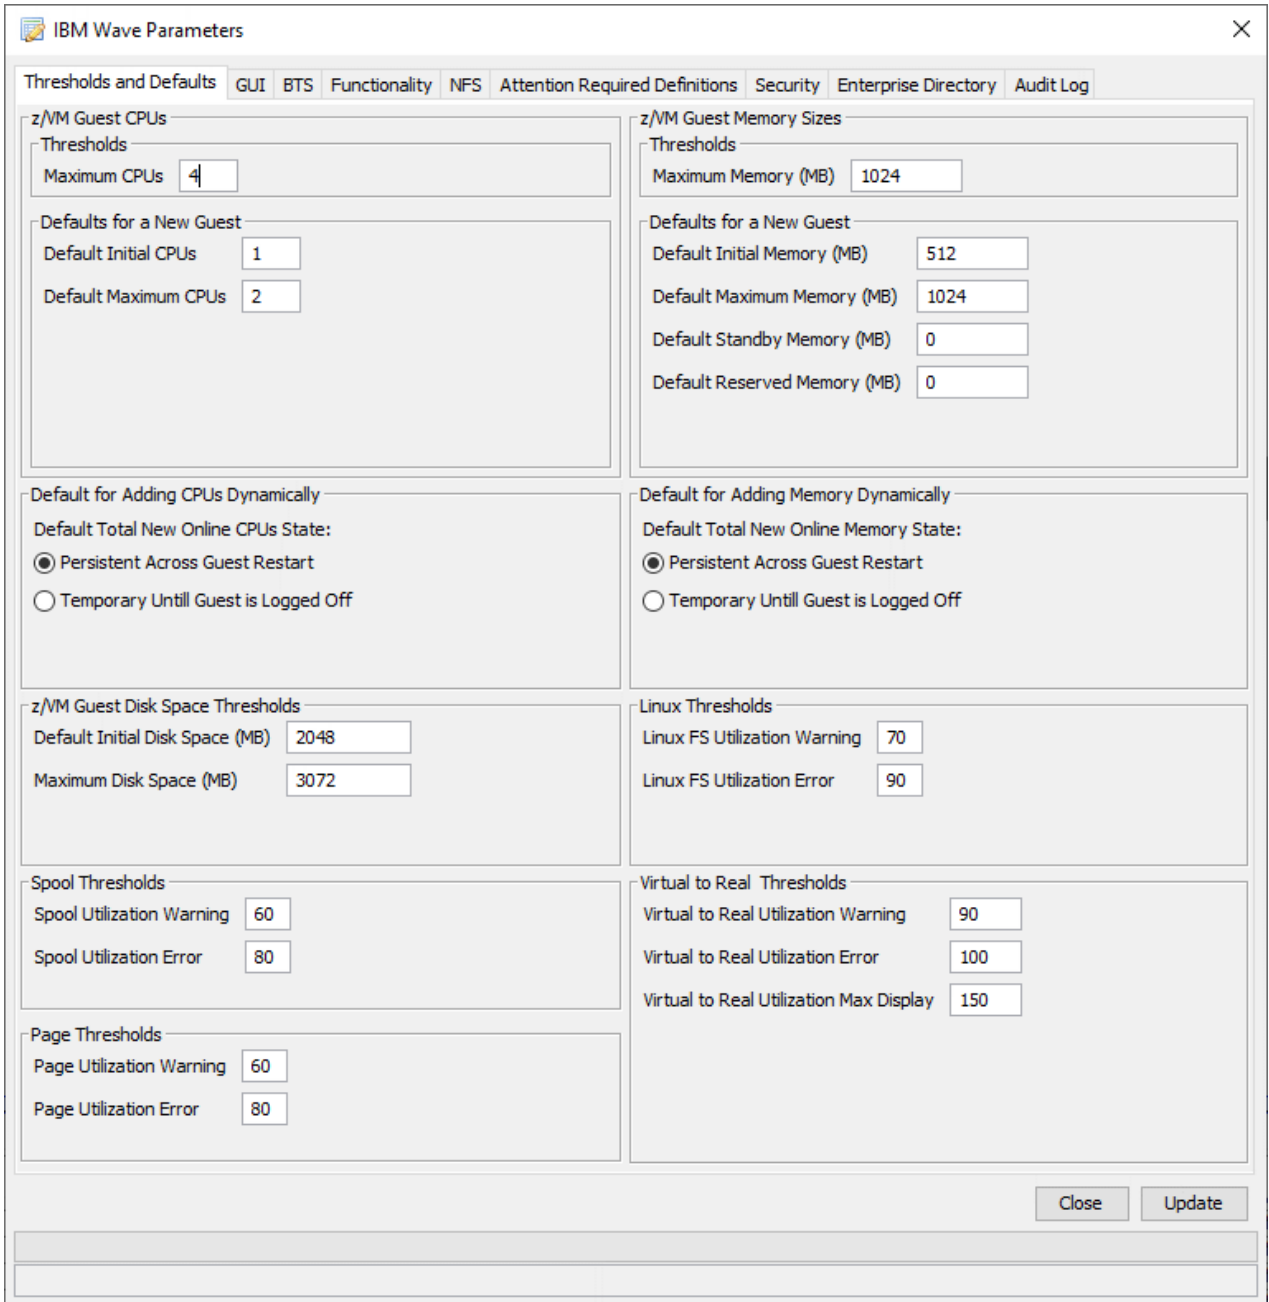 IBM Wave Parameters
Thresholds and Defaults GUI BTS Functionality NFS Attention Required Definitions Security Enterprise Directory Audit Log
z/VM Guest CPUs
Thresholds
Maximum CPUs 4
Defaults for a New Guest
Default Initial CPUs 1
Default Maximum CPUs 2
z/VM Guest Memory Sizes
Thresholds
Maximum Memory (MB) 1024
Defaults for a New Guest
Default Initial Memory (MB) 512
Default Maximum Memory (MB) 1024
Default Standby Memory (MB) 0
Default Reserved Memory (MB) 0
Default for Adding CPUs Dynamically
Default Total New Online CPUs State:
Persistent Across Guest Restart
Temporary Untill Guest is Logged Off
Default for Adding Memory Dynamically
Default Total New Online Memory State:
Persistent Across Guest Restart
Temporary Untill Guest is Logged Off
z/VM Guest Disk Space Thresholds
Default Initial Disk Space (MB) 2048
Maximum Disk Space (MB) 3072
Linux Thresholds
Linux FS Utilization Warning 70
Linux FS Utilization Error 90
Spool Thresholds
Spool Utilization Warning 60
Spool Utilization Error 80
Virtual to Real Thresholds
Virtual to Real Utilization Warning 90
Virtual to Real Utilization Error 100
Virtual to Real Utilization Max Display 150
Page Thresholds
Page Utilization Warning 60
Page Utilization Error 80
Close Update